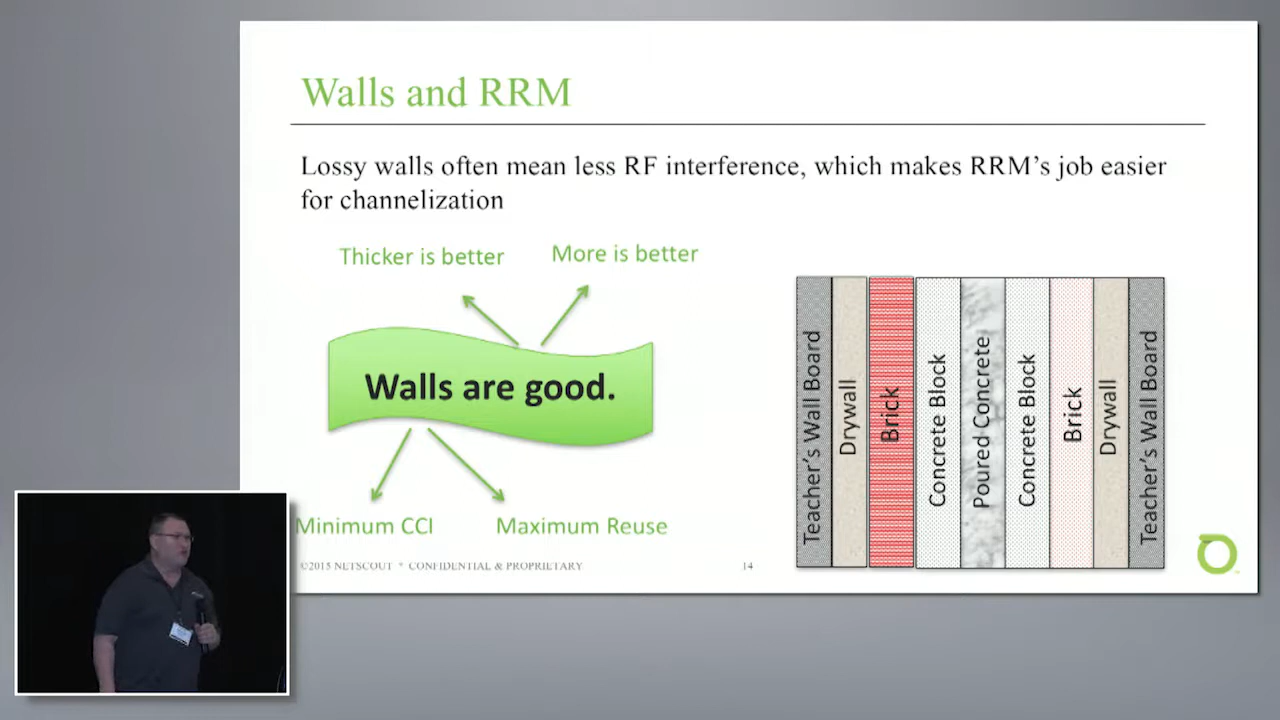 Walls and RRM
Lossy walls often mean less RF interference, which makes RRM's job easier
for channelization
Thicker is better
More is better
Walls are good.
Minimum CCI
Maximum Reuse
Teacher's Wall Board
Drywall
Brick
Concrete Block
Poured Concrete
Concrete Block
Brick
Drywall
Teacher's Wall Board
©2015 NETSCOUT * CONFIDENTIAL & PROPRIETARY
14